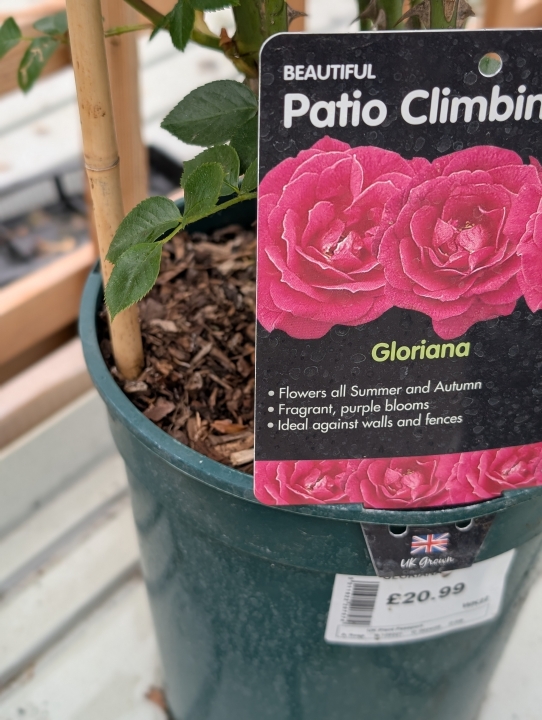 BEAUTIFUL
Patio Climbin
Gloriana
• Flowers all Summer and Autumn
• Fragrant, purple blooms
• Ideal against walls and fences
UK Grown
£20.99